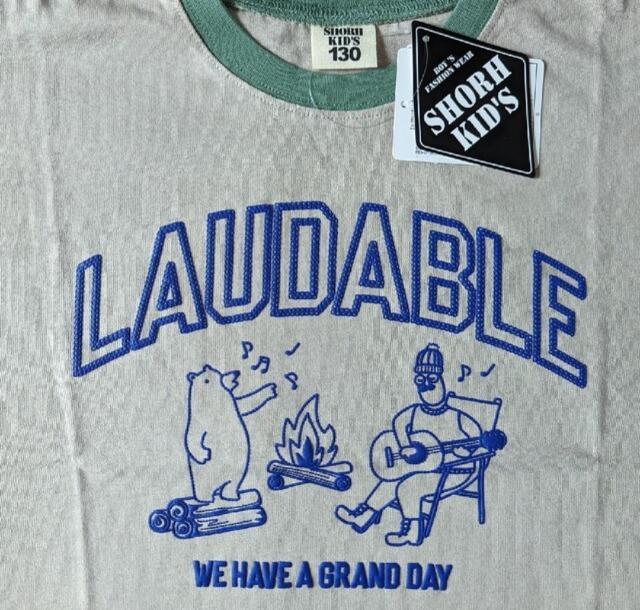 SHORH
KID'S
130
BOY'S
FASHION WEAR
SHORH
KID'S
LAUDABLE
WE HAVE A GRAND DAY